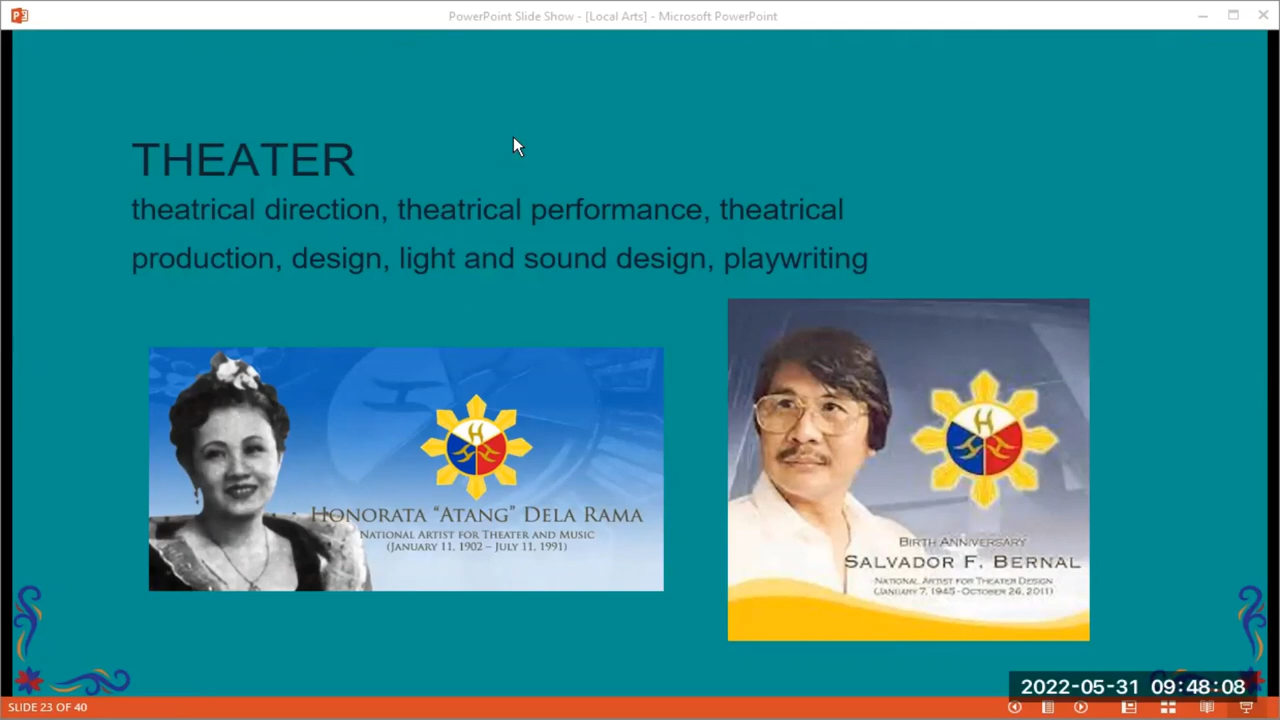 PowerPoint Slide Show - [Local Arts] - Microsoft PowerPoint
THEATER
theatrical direction, theatrical performance, theatrical
production, design, light and sound design, playwriting
HONORATA “ATANG” DELA RAMA
NATIONAL ARTIST FOR THEATER AND MUSIC
(JANUARY 11, 1902 – JULY 11, 1991)
BIRTH ANNIVERSARY
SALVADOR F. BERNAL
NATIONAL ARTIST FOR THEATER DESIGN
(JANUARY 7, 1945 - OCTOBER 26, 2011)
2022-05-31 09:48:08
SLIDE 23 OF 40